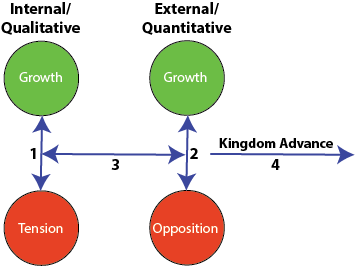 Internal/
Qualitative
External/
Quantitative
Growth
Growth
Kingdom Advance
1
3
2
4
Tension
Opposition